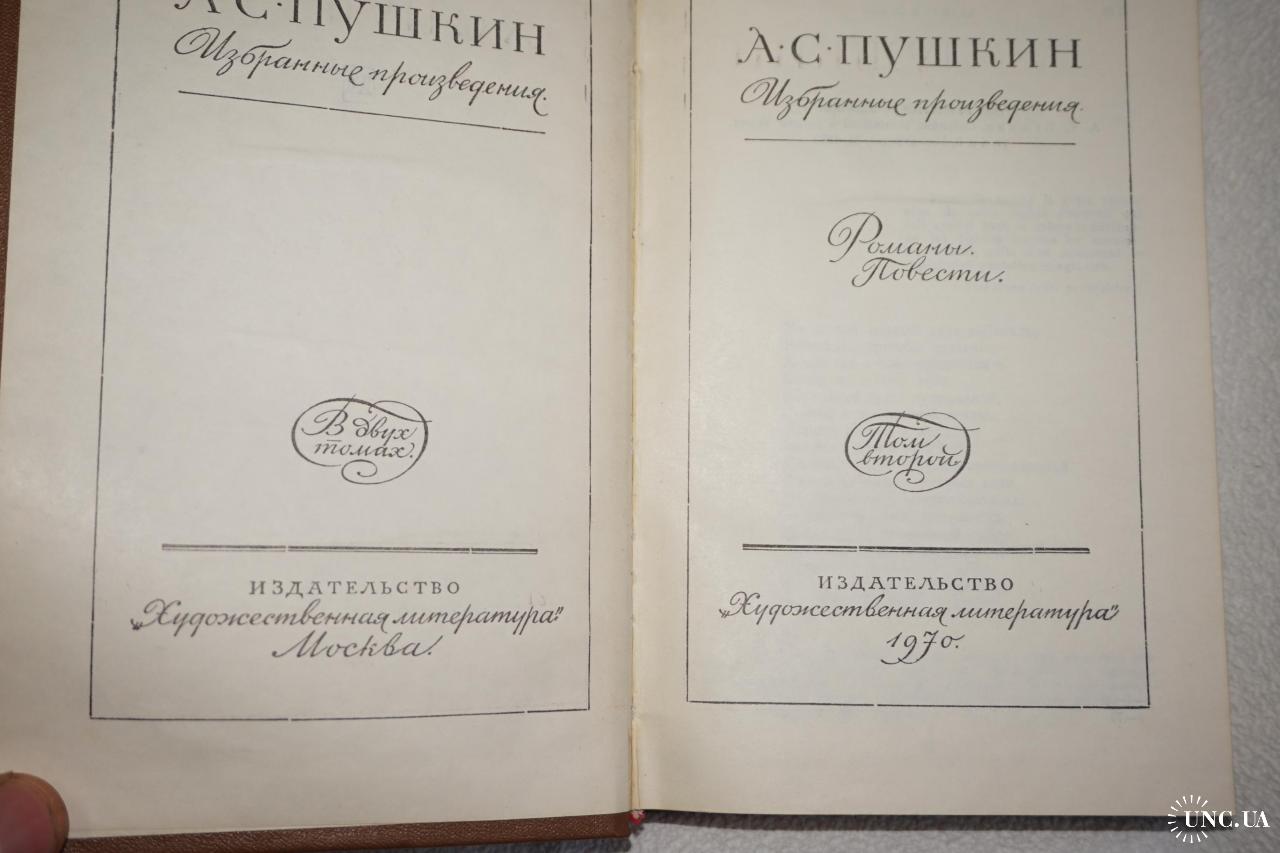 А·С·ПУШКИН
Избранные произведения.
В двух
томах.
ИЗДАТЕЛЬСТВО
„Художественная литература"
Москва.
А·С·ПУШКИН
Избранные произведения.
Романы.
Повести.
Том
второй
ИЗДАТЕЛЬСТВО
„Художественная литература"
1970.
UNC.UA